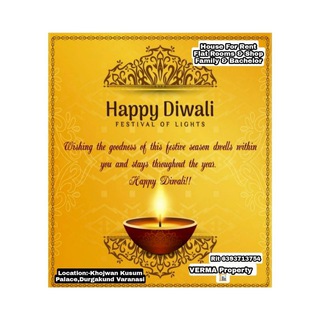 House For Rent
Flat Rooms & Shop
Family & Bachelor
Happy Diwali
FESTIVAL OF LIGHTS
Wishing the goodness of this festive season dwells within
you and stays throughout the year.
Happy Diwali!!
Rit 8393713754
VERMA Property
Location:-Khojwan Kusum
Palace,Durgakund Varanasi